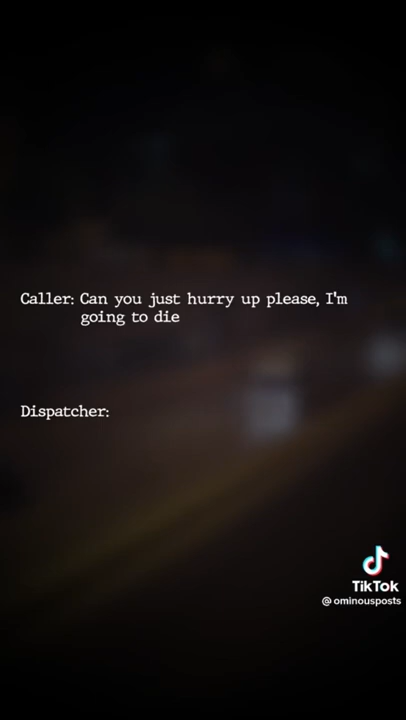 Caller: Can you just hurry up please, I'm
going to die
Dispatcher:
TikTok
@ominousposts